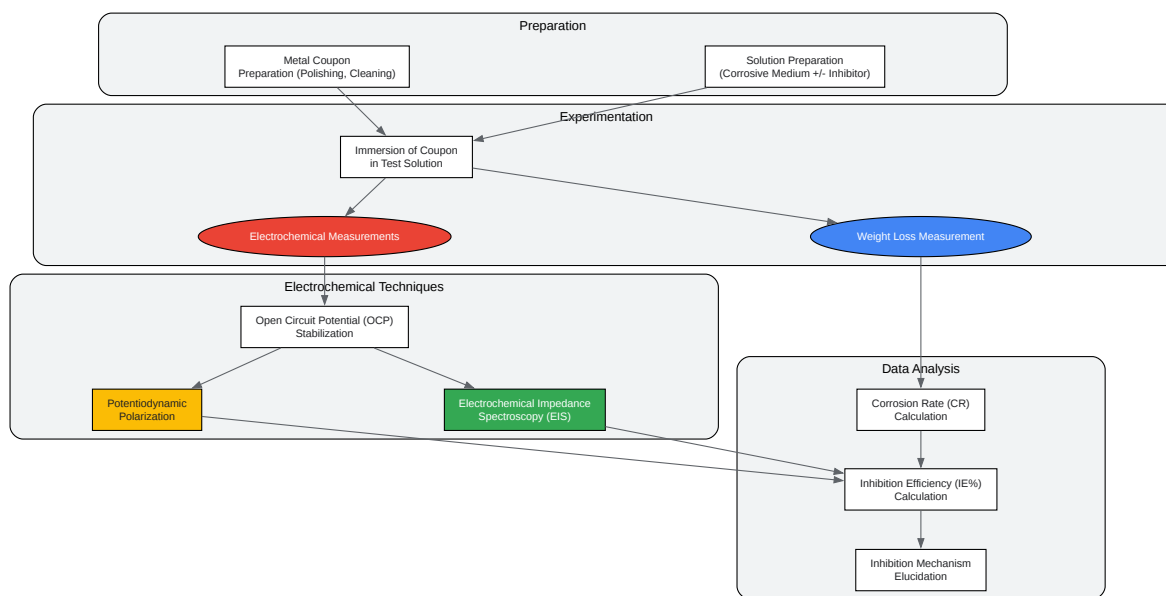 Preparation
Metal Coupon
Preparation (Polishing, Cleaning)
Solution Preparation
(Corrosive Medium +/- Inhibitor)
Experimentation
Immersion of Coupon
in Test Solution
Electrochemical Measurements
Weight Loss Measurement
Electrochemical Techniques
Open Circuit Potential (OCP)
Stabilization
Potentiodynamic
Polarization
Electrochemical Impedance
Spectroscopy (EIS)
Data Analysis
Corrosion Rate (CR)
Calculation
Inhibition Efficiency (IE%)
Calculation
Inhibition Mechanism
Elucidation